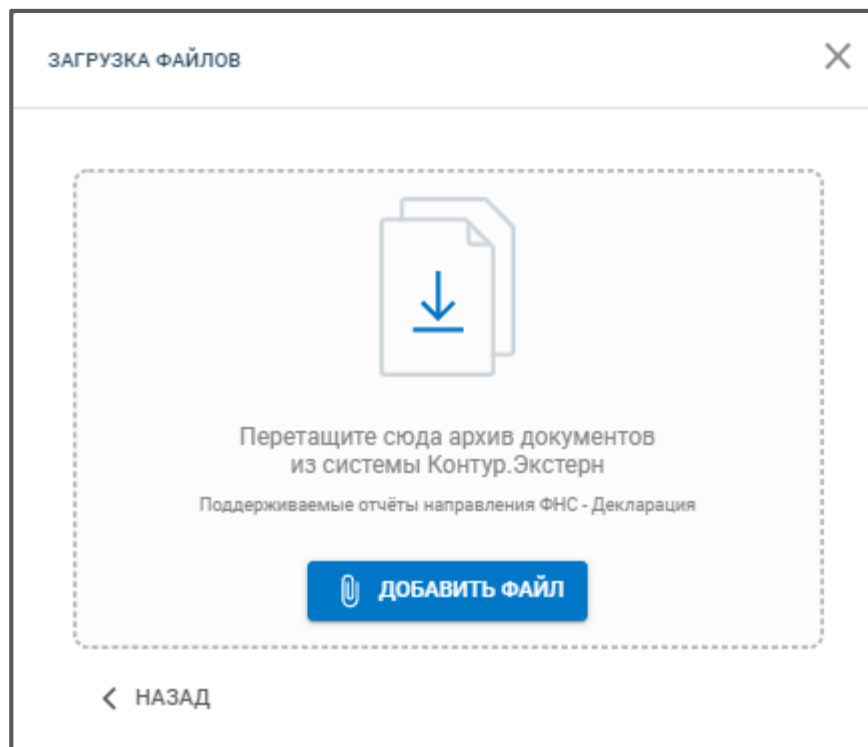 ЗАГРУЗКА ФАЙЛОВ
Перетащите сюда архив документов
из системы Контур.Экстерн
Поддерживаемые отчёты направления ФНС - Декларация
ДОБАВИТЬ ФАЙЛ
НАЗАД